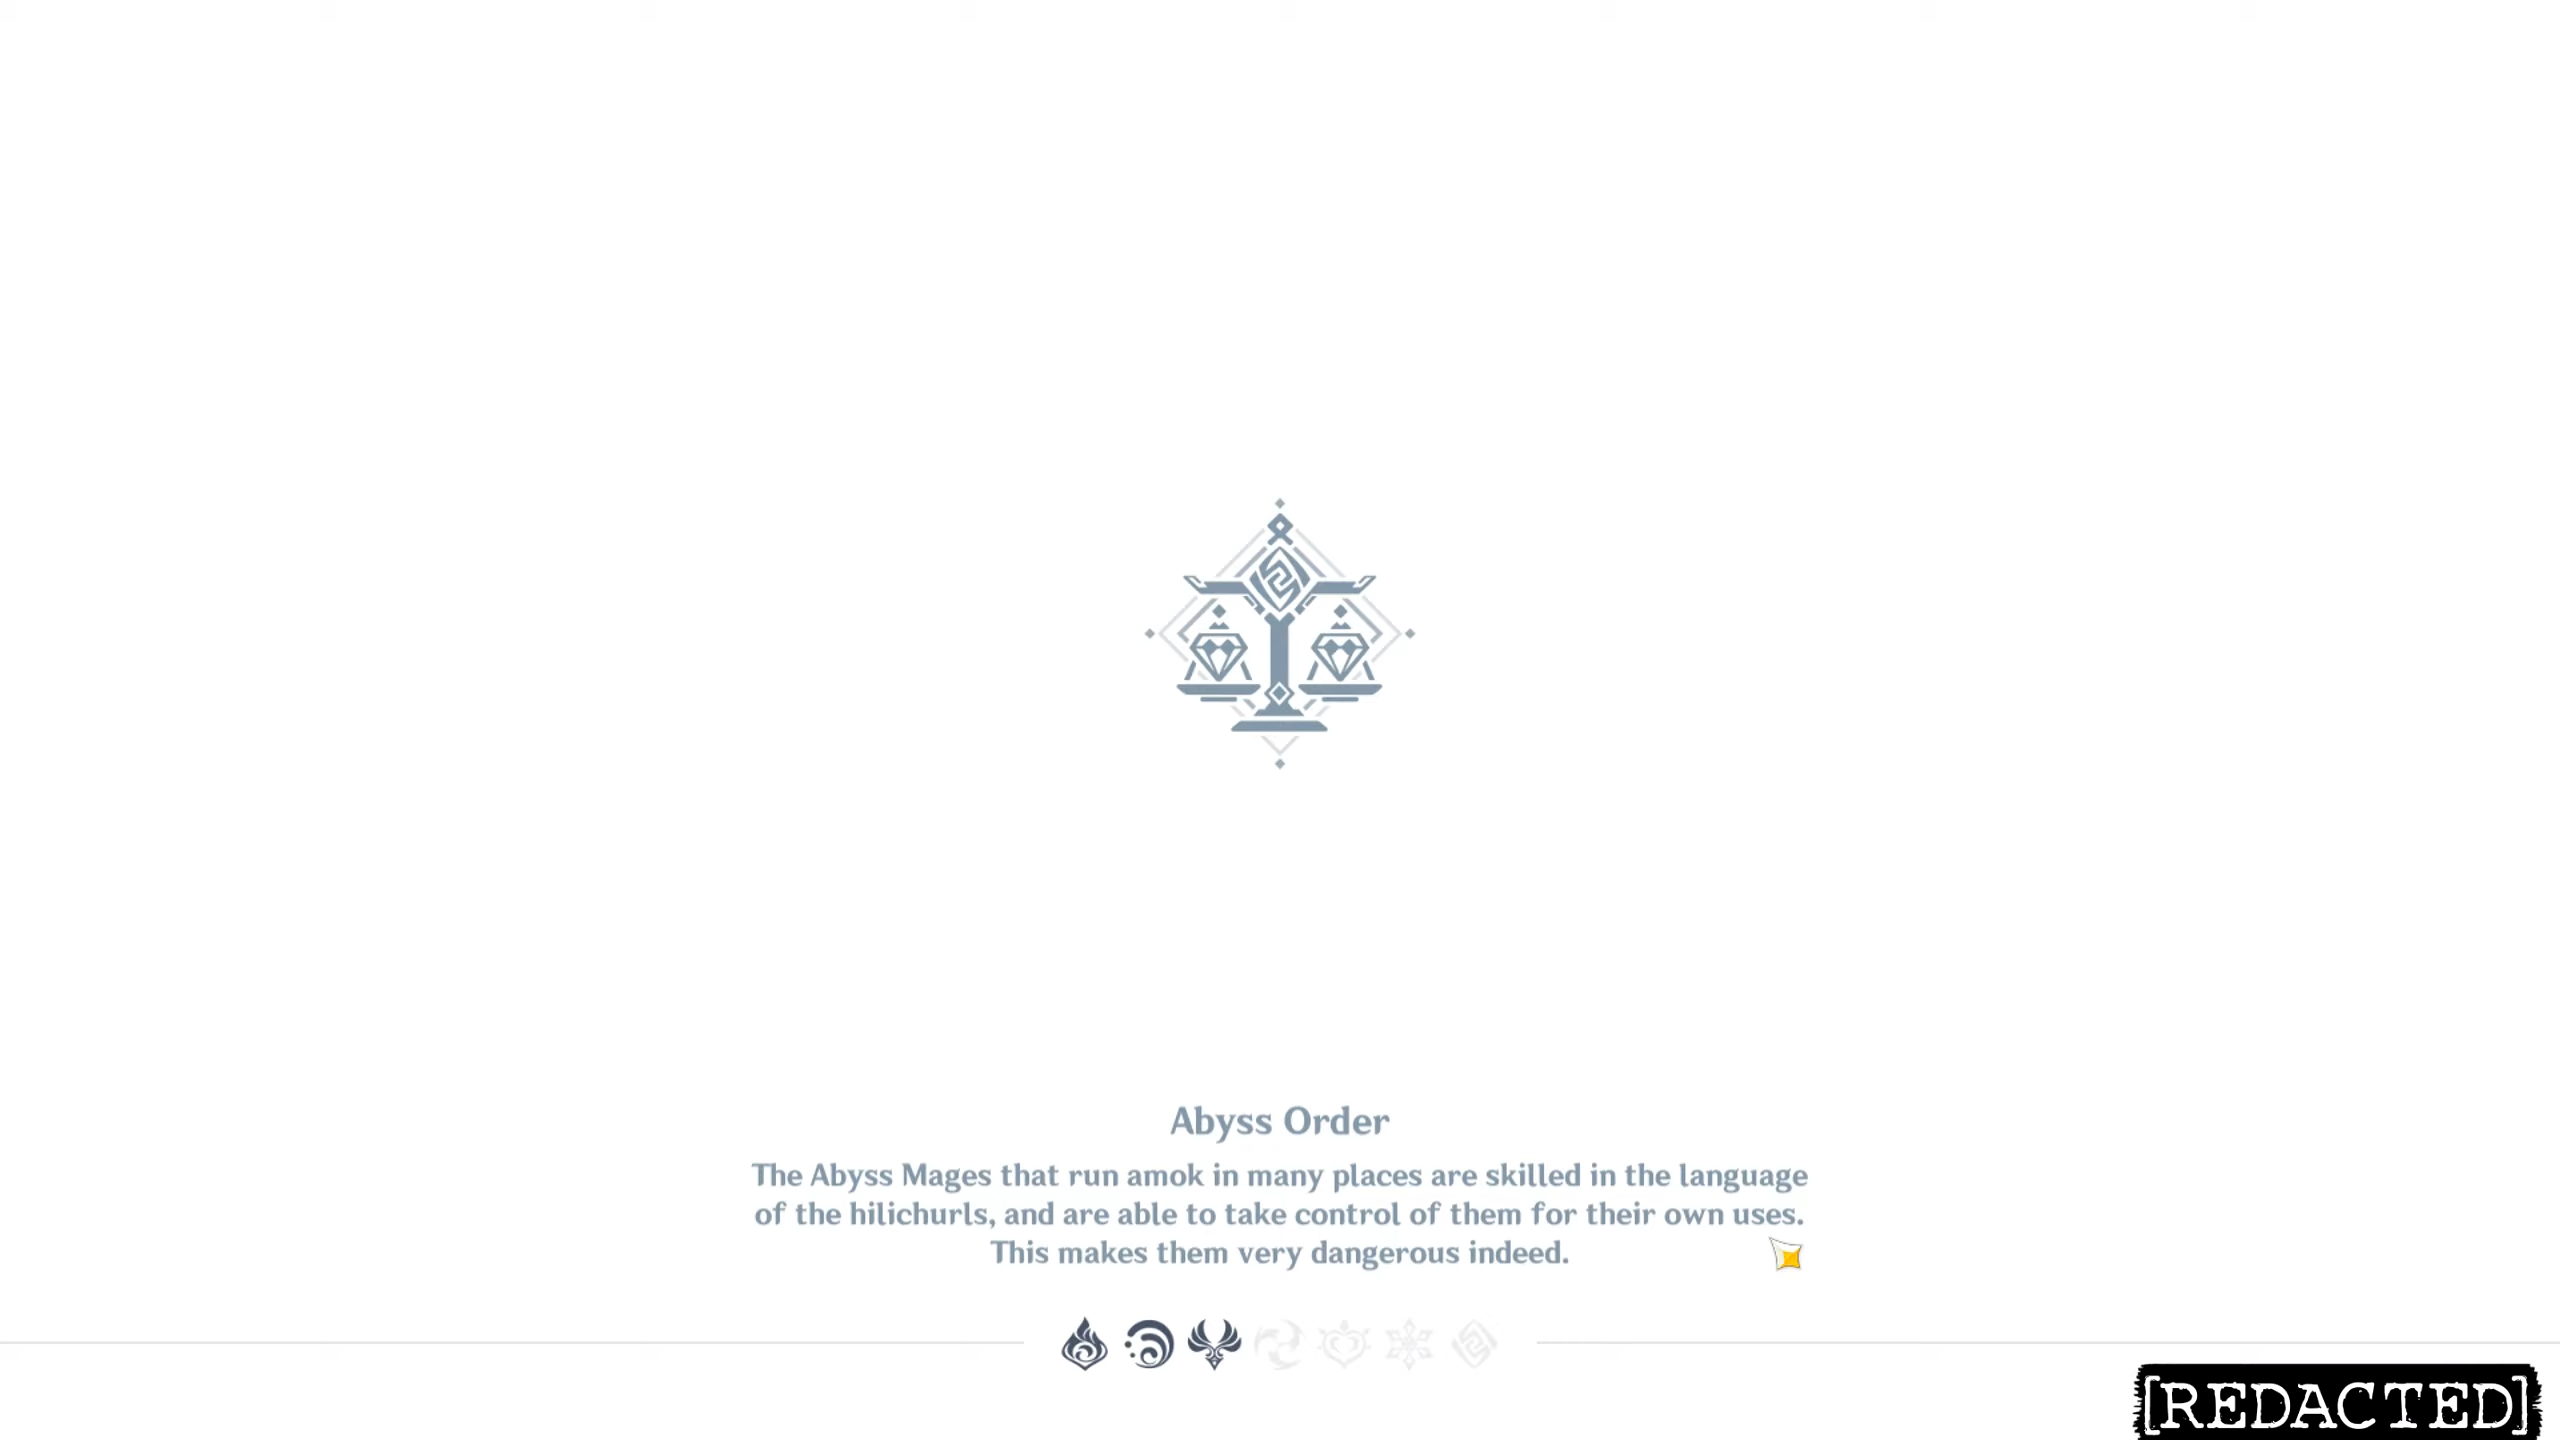 Abyss Order
The Abyss Mages that run amok in many places are skilled in the language
of the hilichurls, and are able to take control of them for their own uses.
This makes them very dangerous indeed.
[REDACTED]